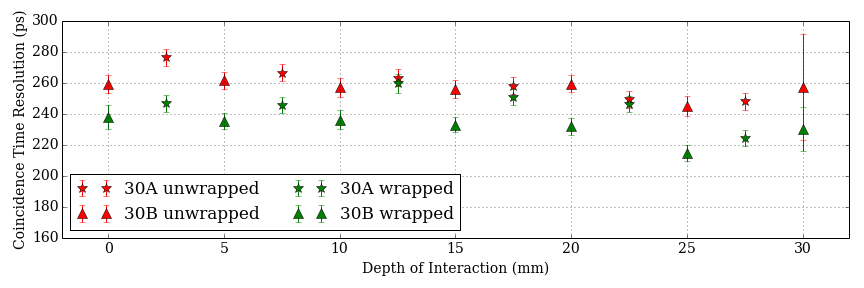 300
280
260
240
220
200
180
160
Coincidence Time Resolution (ps)
30A unwrapped
30A wrapped
30B unwrapped
30B wrapped
0 5 10 15 20 25 30
Depth of Interaction (mm)